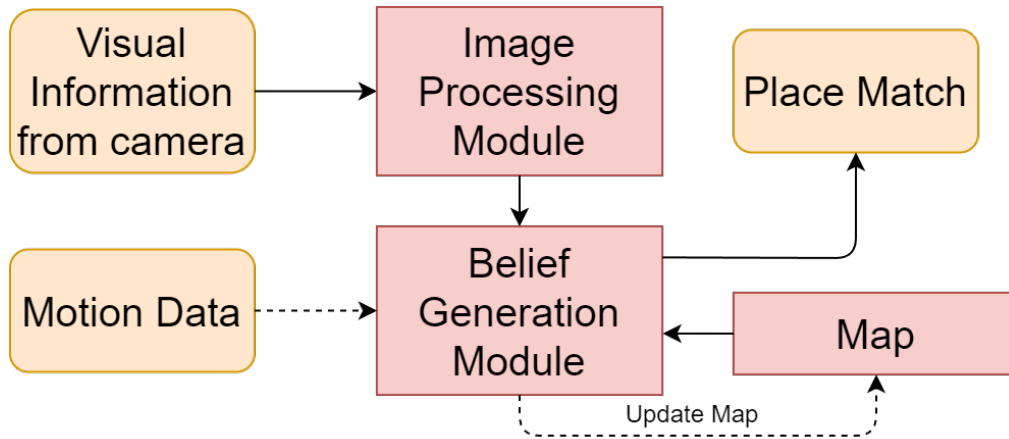 Visual
Information
from camera
Image
Processing
Module
Place Match
Motion Data
Belief
Generation
Module
Map
Update Map